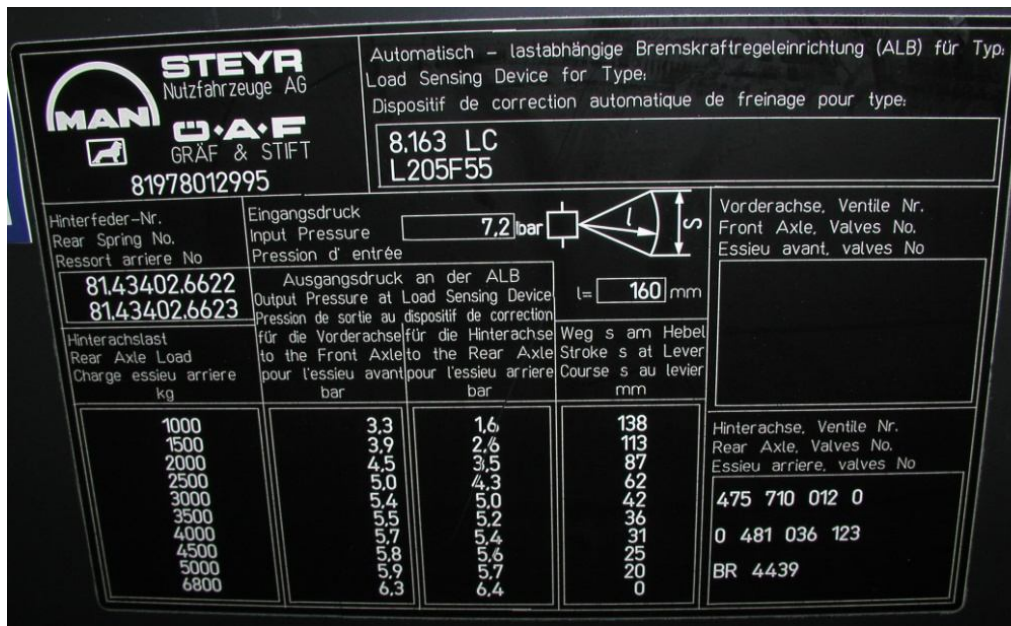 MAN
STEYR
Nutzfahrzeuge AG
Ö·A·F
GRÄF & STIFT
81978012995
Automatisch – lastabhängige Bremskraftregeleinrichtung (ALB) für Typ:
Load Sensing Device for Type:
Dispositif de correction automatique de freinage pour type:
8.163 LC
L205F55
Hinterfeder-Nr.
Rear Spring No.
Ressort arriere No
81.43402.6622
81.43402.6623
Eingangsdruck
Input Pressure
Pression d' entrée
7,2 bar
l
S
l= 160 mm
Ausgangsdruck an der ALB
Output Pressure at Load Sensing Device
Pression de sortie au dispositif de correction
Hinterachslast
Rear Axle Load
Charge essieu arriere
kg
für die Vorderachse
to the Front Axle
pour l'essieu avant
bar
für die Hinterachse
to the Rear Axle
pour l'essieu arriere
bar
Weg s am Hebel
Stroke s at Lever
Course s au levier
mm
1000 3,3 1,6 138
1500 3,9 2,6 113
2000 4,5 3,5 87
2500 5,0 4,3 62
3000 5,4 5,0 42
3500 5,5 5,2 36
4000 5,7 5,4 31
4500 5,8 5,6 25
5000 5,9 5,7 20
6800 6,3 6,4 0
Vorderachse, Ventile Nr.
Front Axle, Valves No.
Essieu avant, valves No
Hinterachse, Ventile Nr.
Rear Axle, Valves No.
Essieu arriere, valves No
475 710 012 0
0 481 036 123
BR 4439